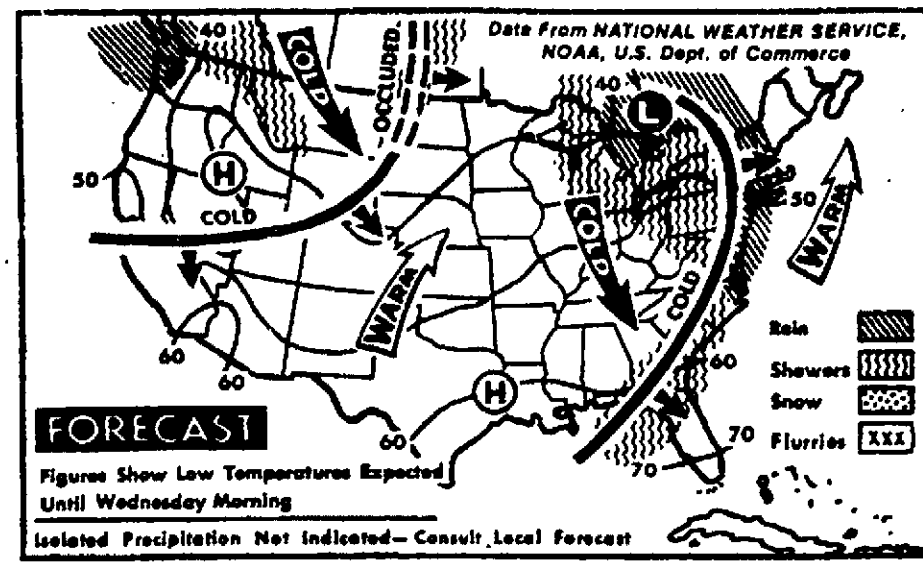 Data From NATIONAL WEATHER SERVICE,
NOAA, U.S. Dept. of Commerce
40
COLD
OCCLUDED
40
L
H
50
COLD
COLD
WARM
50
WARM
COLD
60
60
H
60
60
70
70
Rain
Showers
Snow
Flurries XXX
FORECAST
Figures Show Low Temperatures Expected
Until Wednesday Morning
Isolated Precipitation Not Indicated— Consult Local Forecast